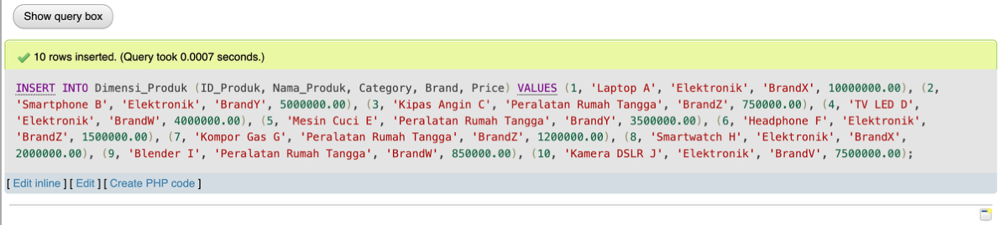 Show query box
10 rows inserted. (Query took 0.0007 seconds.)
INSERT INTO Dimensi_Produk (ID_Produk, Nama_Produk, Category, Brand, Price) VALUES (1, 'Laptop A', 'Elektronik', 'BrandX', 10000000.00), (2,
'Smartphone B', 'Elektronik', 'BrandY', 5000000.00), (3, 'Kipas Angin C', 'Peralatan Rumah Tangga', 'BrandZ', 750000.00), (4, 'TV LED D',
'Elektronik', 'BrandW', 4000000.00), (5, 'Mesin Cuci E', 'Peralatan Rumah Tangga', 'BrandY', 3500000.00), (6, 'Headphone F', 'Elektronik',
'BrandZ', 1500000.00), (7, 'Kompor Gas G', 'Peralatan Rumah Tangga', 'BrandZ', 1200000.00), (8, 'Smartwatch H', 'Elektronik', 'BrandX',
2000000.00), (9, 'Blender I', 'Peralatan Rumah Tangga', 'BrandW', 850000.00), (10, 'Kamera DSLR J', 'Elektronik', 'BrandV', 7500000.00);
[ Edit inline ] [ Edit ] [ Create PHP code ]